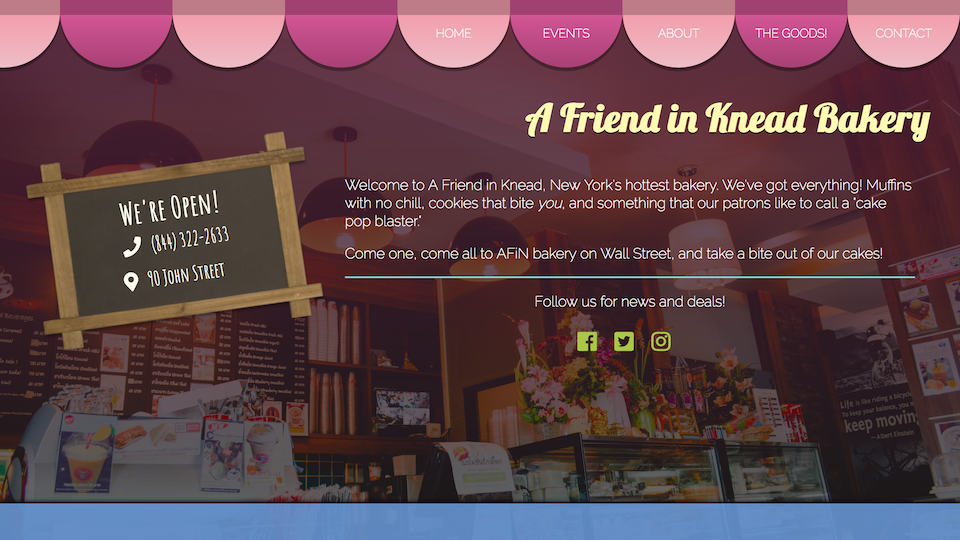 HOME
EVENTS
ABOUT
THE GOODS!
CONTACT
A Friend in Knead Bakery
We're Open!
(844) 322-2633
90 John Street
Welcome to A Friend in Knead, New York's hottest bakery. We've got everything! Muffins
with no chill, cookies that bite you, and something that our patrons like to call a "cake
pop blaster."
Come one, come all to AFiN bakery on Wall Street, and take a bite out of our cakes!
Follow us for news and deals!
Life is like riding a bicycle
To keep your balance, you
keep moving
Albert Einstein